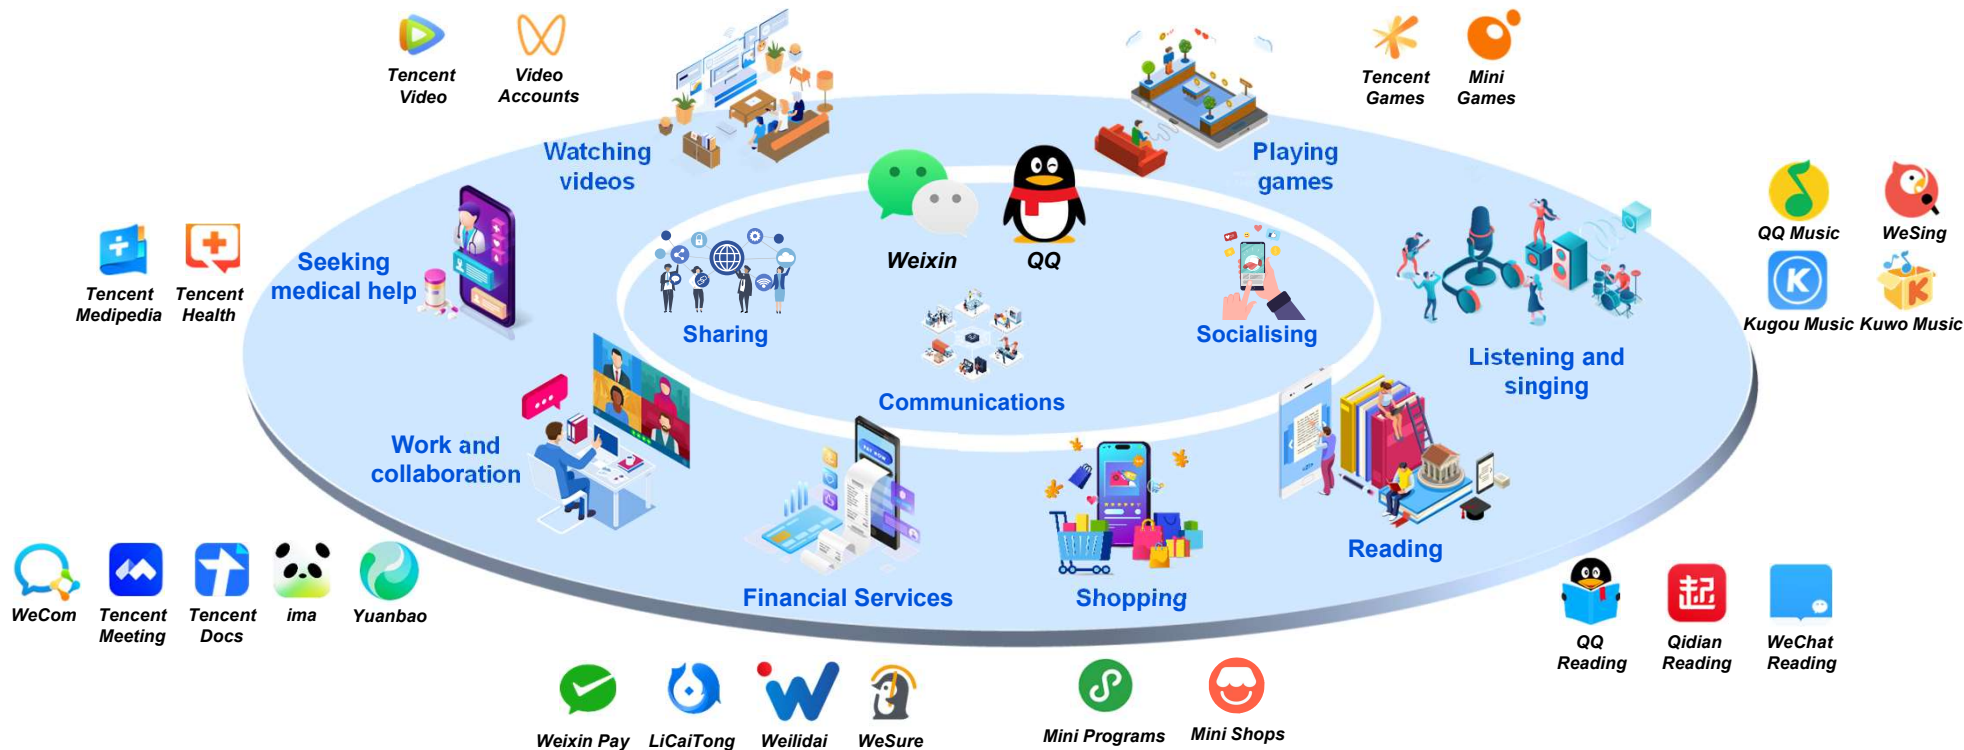 Tencent
Video
Video
Accounts
Tencent
Games
Mini
Games
Watching
videos
Playing
games
Weixin
QQ
QQ Music
WeSing
Kugou Music
Kuwo Music
Tencent
Medipedia
Tencent
Health
Seeking
medical help
Sharing
Socialising
Communications
Listening and
singing
Work and
collaboration
PAY NOW
Financial Services
Shopping
Reading
WeCom
Tencent
Meeting
Tencent
Docs
ima
Yuanbao
起
QQ
Reading
Qidian
Reading
WeChat
Reading
Weixin Pay
LiCaiTong
Weilidai
WeSure
Mini Programs
Mini Shops